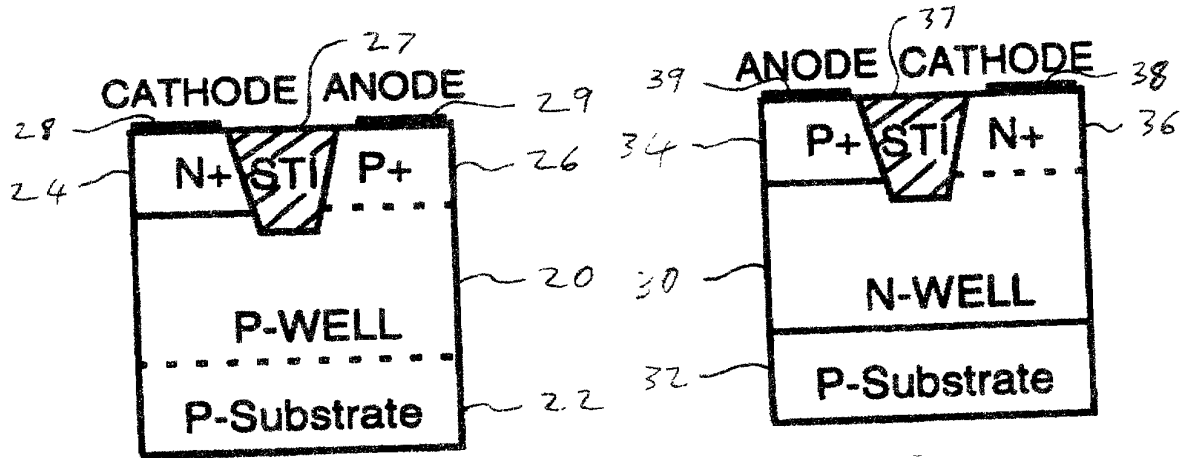 27
CATHODE ANODE
28
29
24
N+
STI
P+
26
20
P-WELL
P-Substrate
22
37
ANODE CATHODE
39
38
34
P+
STI
N+
36
30
N-WELL
32
P-Substrate